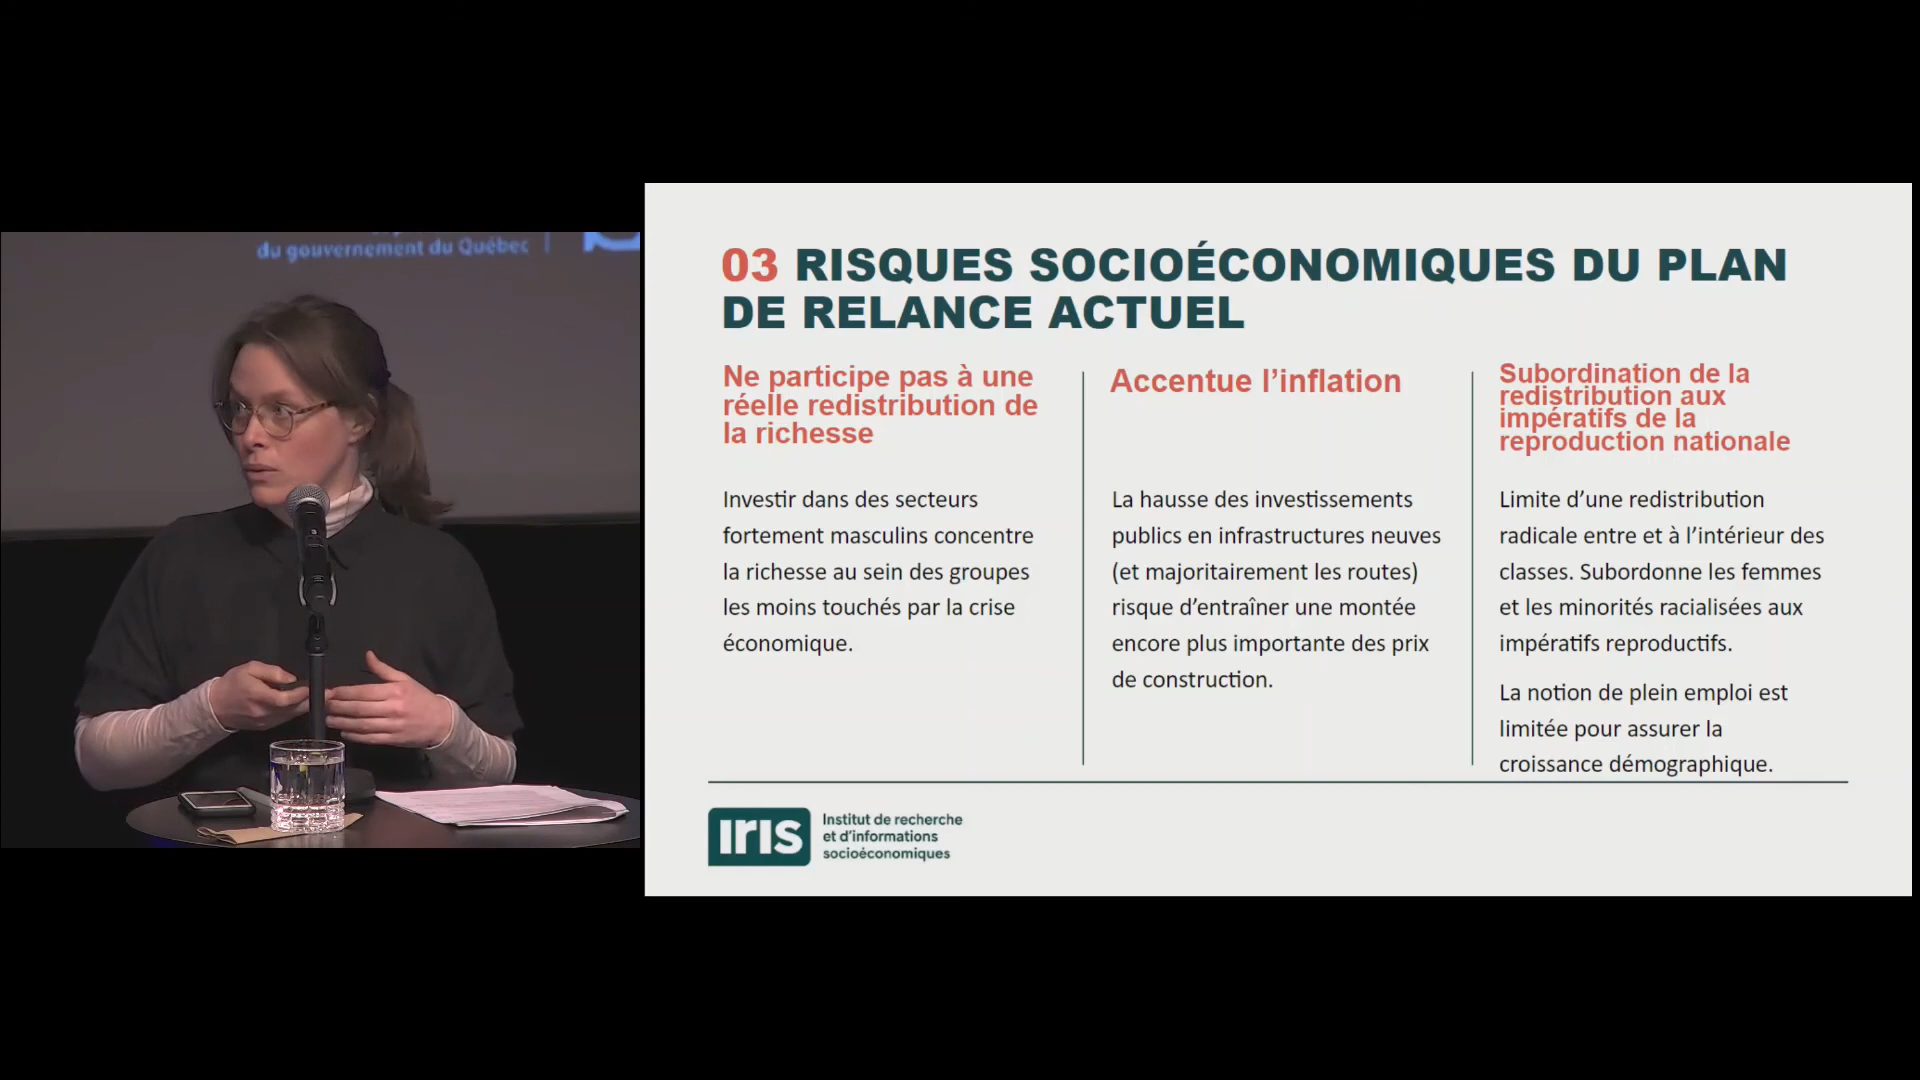 du gouvernement du Québec
03 RISQUES SOCIOÉCONOMIQUES DU PLAN
DE RELANCE ACTUEL
Ne participe pas à une
réelle redistribution de
la richesse
Investir dans des secteurs
fortement masculins concentre
la richesse au sein des groupes
les moins touchés par la crise
économique.
Accentue l’inflation
La hausse des investissements
publics en infrastructures neuves
(et majoritairement les routes)
risque d’entraîner une montée
encore plus importante des prix
de construction.
Subordination de la
redistribution aux
impératifs de la
reproduction nationale
Limite d’une redistribution
radicale entre et à l’intérieur des
classes. Subordonne les femmes
et les minorités racialisées aux
impératifs reproductifs.
La notion de plein emploi est
limitée pour assurer la
croissance démographique.
IRIS
Institut de recherche
et d’informations
socioéconomiques